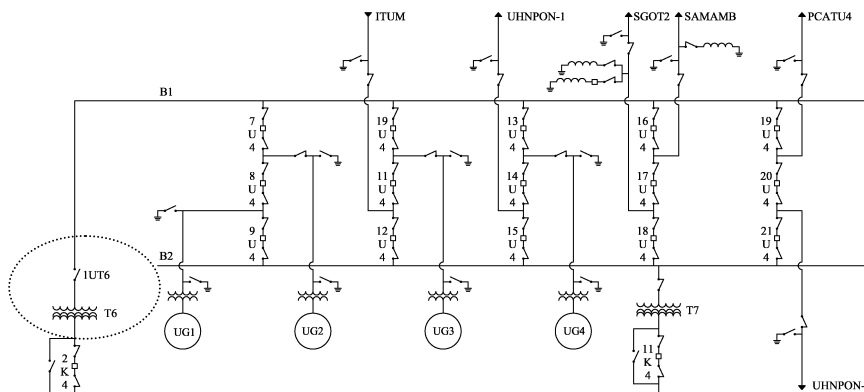 ITUM UHNPON-1 SGOT2 SAMAMB PCATU4
B1
7 U 4
19 U 4
13 U 4
16 U 4
19 U 4
8 U 4
11 U 4
14 U 4
17 U 4
20 U 4
9 U 4
12 U 4
15 U 4
18 U 4
21 U 4
B2
1UT6
T6
T7
UG1 UG2 UG3 UG4
2 K 4
11 K 4
UHNPON-